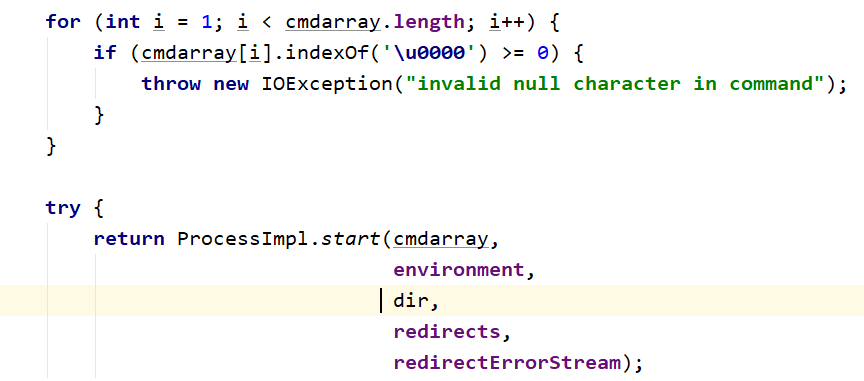 for (int i = 1; i < cmdarray.length; i++) {
if (cmdarray[i].indexOf('\u0000') >= 0) {
throw new IOException("invalid null character in command");
}
}
try {
return ProcessImpl.start(cmdarray,
environment,
dir,
redirects,
redirectErrorStream);